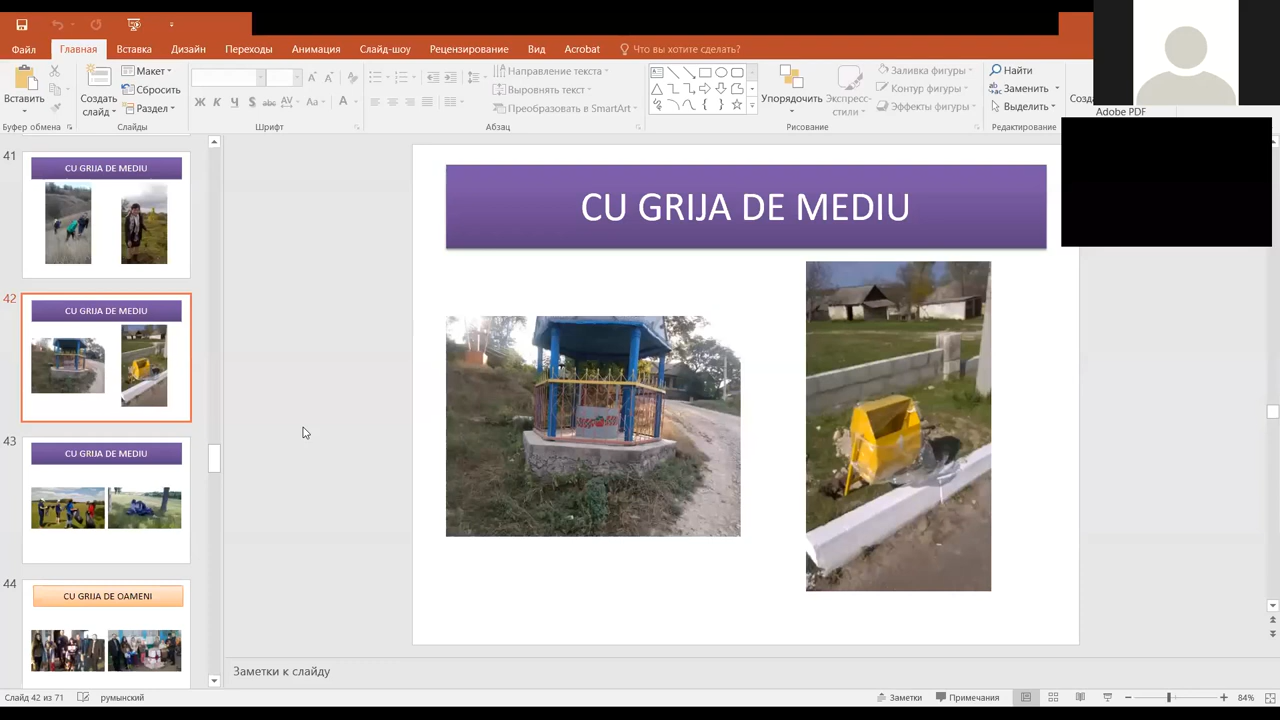 Файл Главная Вставка Дизайн Переходы Анимация Слайд-шоу Рецензирование Вид Acrobat Что вы хотите сделать?
Вставить
Создать слайд
Макет
Сбросить
Раздел
Ж К Ч S abc AV Aa A
Направление текста
Выровнять текст
Преобразовать в SmartArt
Упорядочить
Экспресс-стили
Заливка фигуры
Контур фигуры
Эффекты фигуры
Найти
Заменить
Выделить
Adobe PDF
Буфер обмена Слайды Шрифт Абзац Рисование Редактирование
41
CU GRIJA DE MEDIU
42
CU GRIJA DE MEDIU
43
CU GRIJA DE MEDIU
44
CU GRIJA DE OAMENI
CU GRIJA DE MEDIU
Заметки к слайду
Слайд 42 из 71 румынский Заметки Примечания 84%